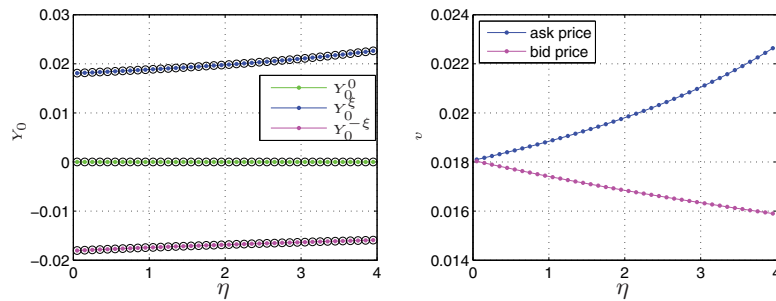 0.03
0.02
0.01
0
−0.01
−0.02
Y₀
Y₀⁰
Y₀^ξ
Y₀^−ξ
0 1 2 3 4
η
0.024
0.022
0.02
0.018
0.016
0.014
v
ask price
bid price
0 1 2 3 4
η